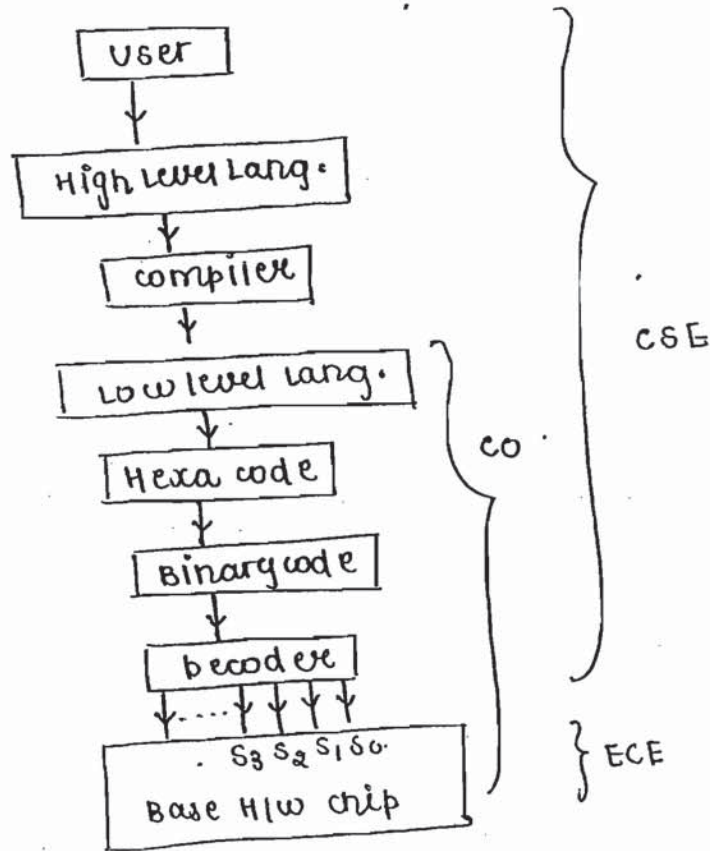 User
High Level Lang.
compiler
CSE
Low level Lang.
CO
Hexa code
Binary code
Decoder
S3 S2 S1 S0
ECE
Base H/W chip